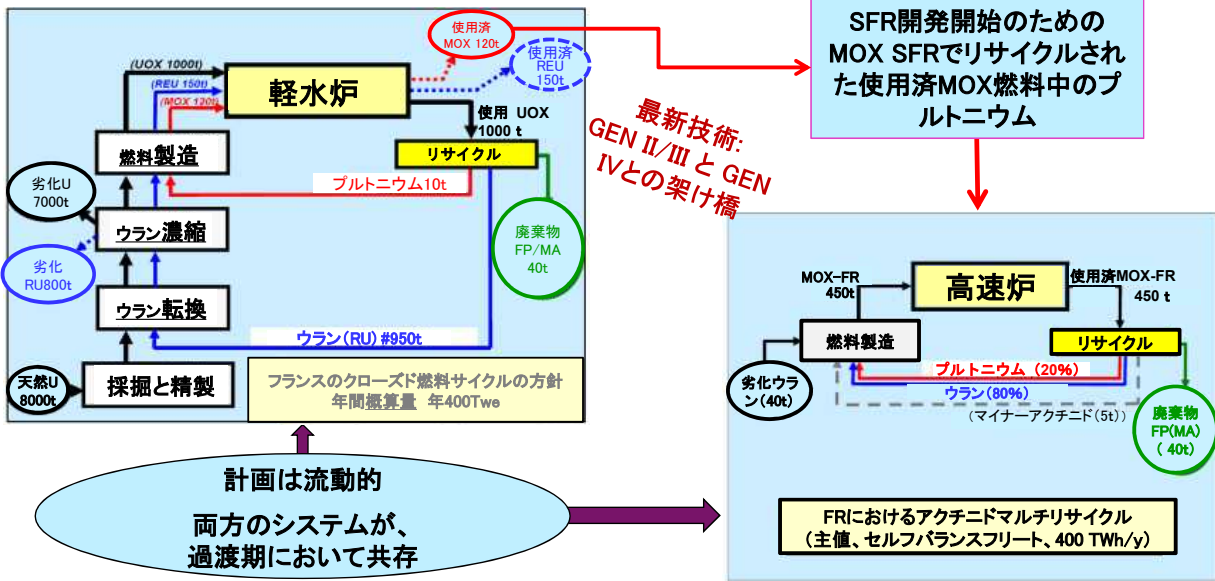 使用済
MOX 120t
使用済
REU
150t
(UOX 1000t)
(REU 150t)
(MOX 120t)
軽水炉
使用 UOX
1000 t
燃料製造
リサイクル
プルトニウム10t
劣化U
7000t
ウラン濃縮
廃棄物
FP/MA
40t
劣化
RU800t
ウラン転換
ウラン(RU) #950t
天然U
8000t
採掘と精製
フランスのクローズド燃料サイクルの方針
年間概算量 年400Twe
計画は流動的
両方のシステムが、
過渡期において共存
最新技術:
GEN II/III と GEN
IVとの架け橋
SFR開発開始のための
MOX SFRでリサイクルされ
た使用済MOX燃料中のプ
ルトニウム
MOX-FR
450t
高速炉
使用済MOX-FR
450 t
燃料製造
リサイクル
プルトニウム (20%)
ウラン(80%)
(マイナーアクチニド(5t))
劣化ウラ
ン(40t)
廃棄物
FP(MA)
( 40t)
FRにおけるアクチニドマルチリサイクル
(主値、セルフバランスフリート、400 TWh/y)